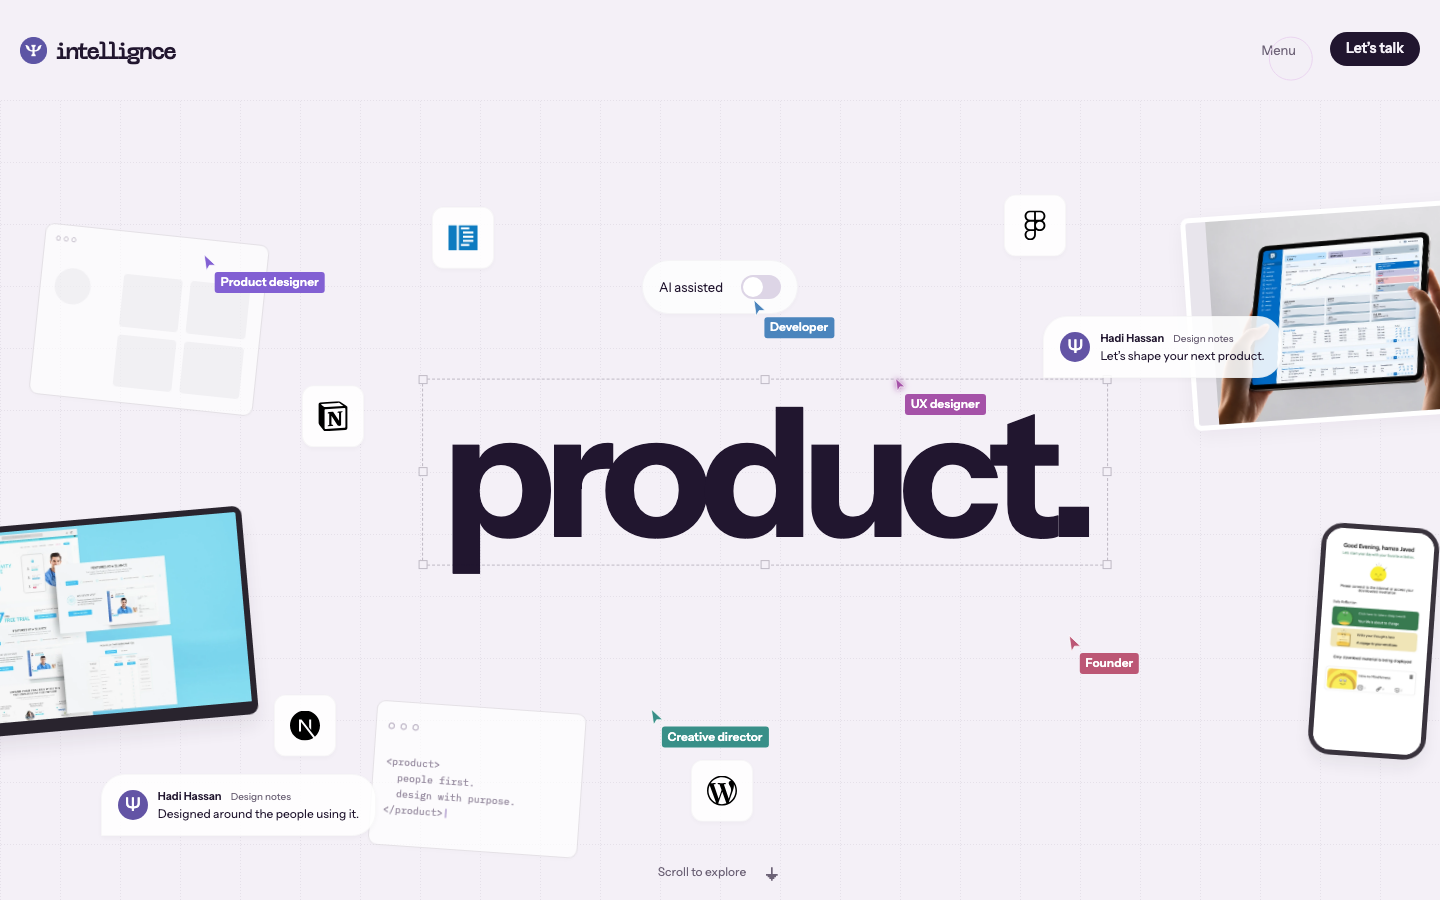 intellignce
Menu
Let's talk
Product designer
AI assisted
Developer
Hadi Hassan Design notes
Let's shape your next product.
UX designer
product.
Good Evening, hamza Javed
Founder
Creative director
<product>
people first.
design with purpose.
</product>|
Hadi Hassan Design notes
Designed around the people using it.
Scroll to explore